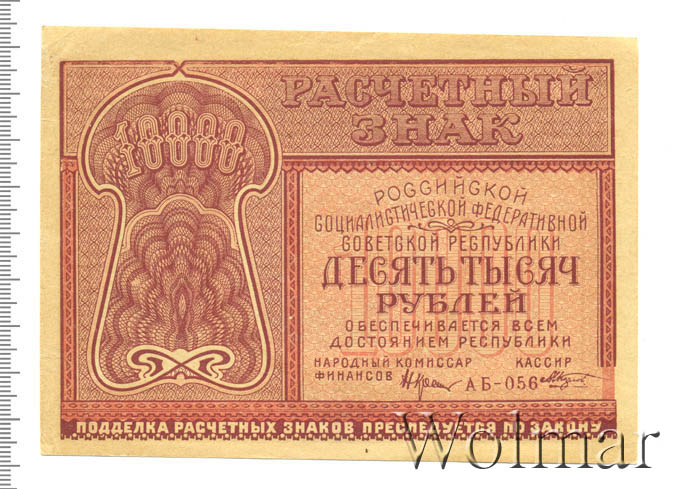 10000
РАСЧЕТНЫЙ
ЗНАК
РОССИЙСКОЙ
СОЦИАЛИСТИЧЕСКОЙ ФЕДЕРАТИВНОЙ
СОВЕТСКОЙ РЕСПУБЛИКИ
ДЕСЯТЬ ТЫСЯЧ
РУБЛЕЙ
ОБЕСПЕЧИВАЕТСЯ ВСЕМ
ДОСТОЯНИЕМ РЕСПУБЛИКИ
НАРОДНЫЙ КОМИССАР КАССИР
ФИНАНСОВ АБ-056
ПОДДЕЛКА РАСЧЕТНЫХ ЗНАКОВ ПРЕСЛЕДУЕТСЯ ПО ЗАКОНУ
Wolmar